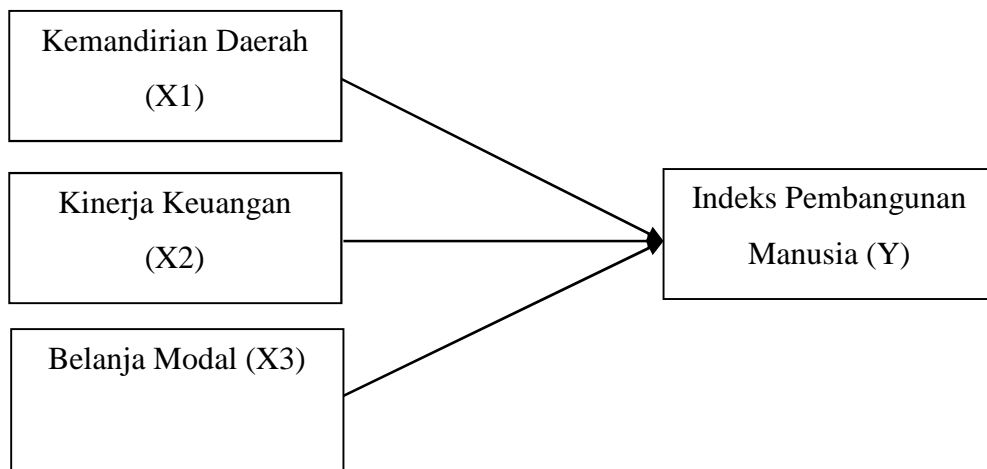 Kemandirian Daerah
(X1)
Kinerja Keuangan
(X2)
Belanja Modal (X3)
Indeks Pembangunan
Manusia (Y)